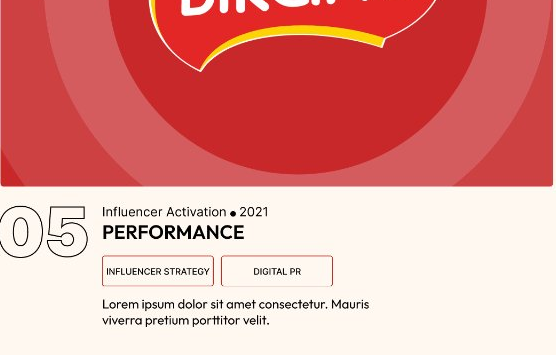 05
Influencer Activation ● 2021
PERFORMANCE
INFLUENCER STRATEGY
DIGITAL PR
Lorem ipsum dolor sit amet consectetur. Mauris
viverra pretium porttitor velit.